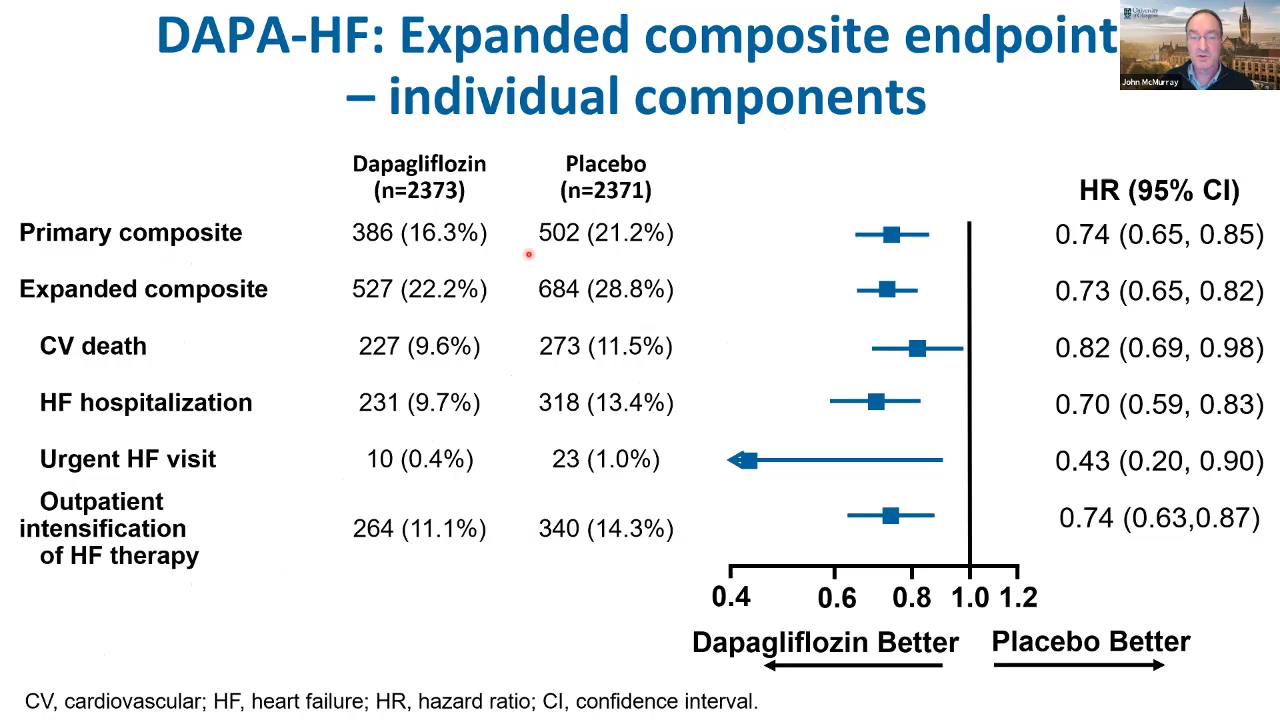 DAPA-HF: Expanded composite endpoint
– individual components
University of Glasgow
John McMurray
Dapagliflozin (n=2373)
Placebo (n=2371)
HR (95% CI)
Primary composite 386 (16.3%) 502 (21.2%) 0.74 (0.65, 0.85)
Expanded composite 527 (22.2%) 684 (28.8%) 0.73 (0.65, 0.82)
CV death 227 (9.6%) 273 (11.5%) 0.82 (0.69, 0.98)
HF hospitalization 231 (9.7%) 318 (13.4%) 0.70 (0.59, 0.83)
Urgent HF visit 10 (0.4%) 23 (1.0%) 0.43 (0.20, 0.90)
Outpatient
intensification
of HF therapy
264 (11.1%) 340 (14.3%) 0.74 (0.63,0.87)
0.4 0.6 0.8 1.0 1.2
Dapagliflozin Better Placebo Better
CV, cardiovascular; HF, heart failure; HR, hazard ratio; CI, confidence interval.